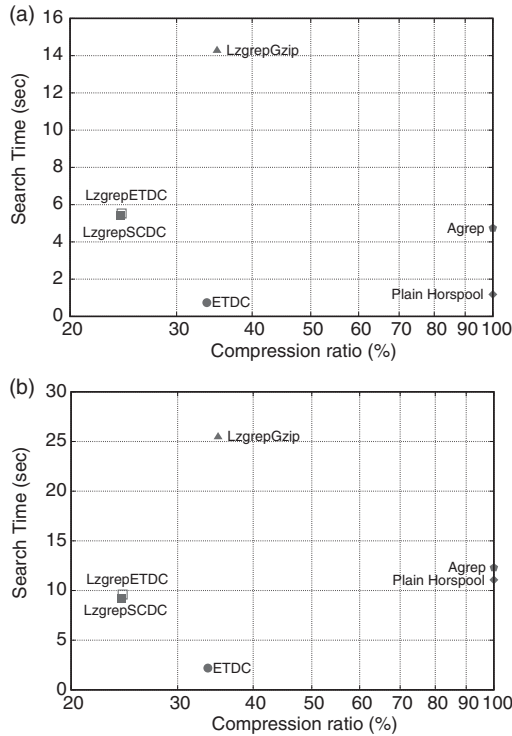 (a)
16
14
12
10
8
6
4
2
0
Search Time (sec)
LzgrepGzip
LzgrepETDC
LzgrepSCDC
Agrep
Plain Horspool
ETDC
20 30 40 50 60 70 80 90 100
Compression ratio (%)
(b)
30
25
20
15
10
5
0
Search Time (sec)
LzgrepGzip
Agrep
Plain Horspool
LzgrepETDC
LzgrepSCDC
ETDC
20 30 40 50 60 70 80 90 100
Compression ratio (%)